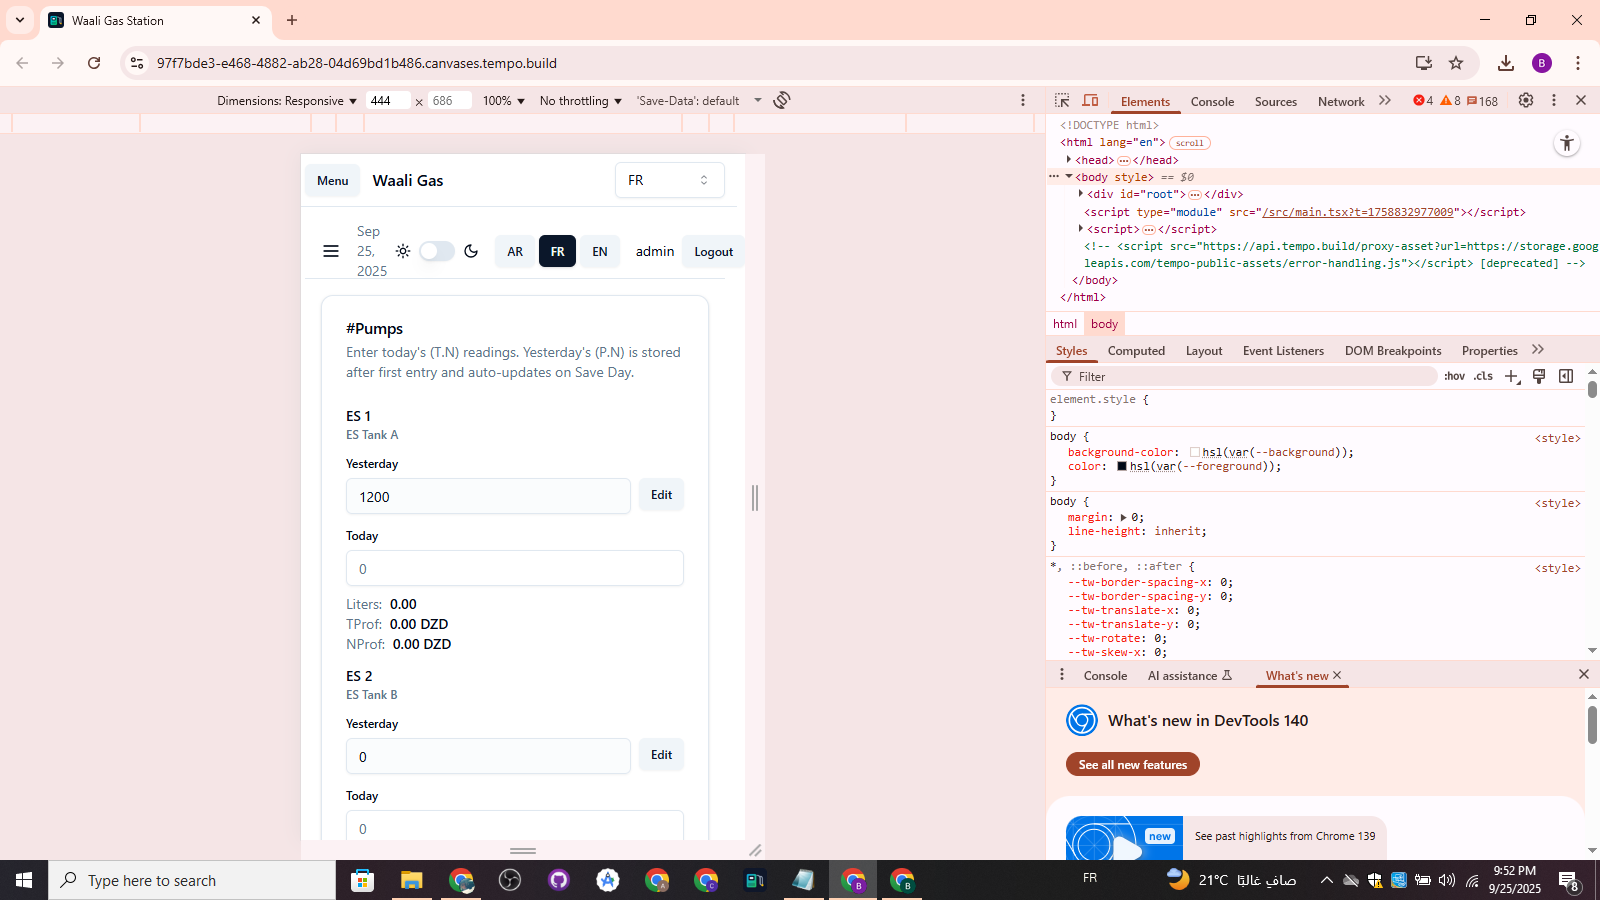 Waali Gas Station
97f7bde3-e468-4882-ab28-04d69bd1b486.canvases.tempo.build
B
Dimensions: Responsive
444
×
686
100%
No throttling
'Save-Data': default
Elements
Console
Sources
Network
4
8
168
Menu
Waali Gas
FR
Sep
25,
2025
AR
FR
EN
admin
Logout
#Pumps
Enter today's (T.N) readings. Yesterday's (P.N) is stored
after first entry and auto-updates on Save Day.
ES 1
ES Tank A
Yesterday
1200
Edit
Today
0
Liters: 0.00
TProf: 0.00 DZD
NProf: 0.00 DZD
ES 2
ES Tank B
Yesterday
0
Edit
Today
0
<!DOCTYPE html>
<html lang="en"> scroll
<head> … </head>
<body style> == $0
<div id="root"> … </div>
<script type="module" src="/src/main.tsx?t=1758832977009"></script>
<script> … </script>
<!-- <script src="https://api.tempo.build/proxy-asset?url=https://storage.goog
leapis.com/tempo-public-assets/error-handling.js"></script> [deprecated] -->
</body>
</html>
html
body
Styles
Computed
Layout
Event Listeners
DOM Breakpoints
Properties
Filter
:hov
.cls
element.style {
}
body {
<style>
background-color: hsl(var(--background));
color: hsl(var(--foreground));
}
body {
<style>
margin: 0;
line-height: inherit;
}
*, ::before, ::after {
<style>
--tw-border-spacing-x: 0;
--tw-border-spacing-y: 0;
--tw-translate-x: 0;
--tw-translate-y: 0;
--tw-rotate: 0;
--tw-skew-x: 0;
Console
AI assistance
What's new
What's new in DevTools 140
See all new features
new
See past highlights from Chrome 139
Type here to search
FR
21°C
صافٍ غالبًا
9:52 PM
9/25/2025
8